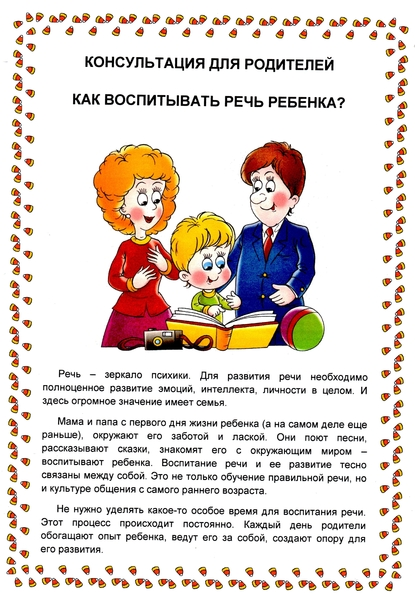 КОНСУЛЬТАЦИЯ ДЛЯ РОДИТЕЛЕЙ
КАК ВОСПИТЫВАТЬ РЕЧЬ РЕБЕНКА?
Речь – зеркало психики. Для развития речи необходимо
полноценное развитие эмоций, интеллекта, личности в целом. И
здесь огромное значение имеет семья.
Мама и папа с первого дня жизни ребенка (а на самом деле еще
раньше), окружают его заботой и лаской. Они поют песни,
рассказывают сказки, знакомят его с окружающим миром –
воспитывают ребенка. Воспитание речи и ее развитие тесно
связаны между собой. Это не только обучение правильной речи, но
и культуре общения с самого раннего возраста.
Не нужно уделять какое-то особое время для воспитания речи.
Этот процесс происходит постоянно. Каждый день родители
обогащают опыт ребенка, ведут его за собой, создают опору для
его развития.